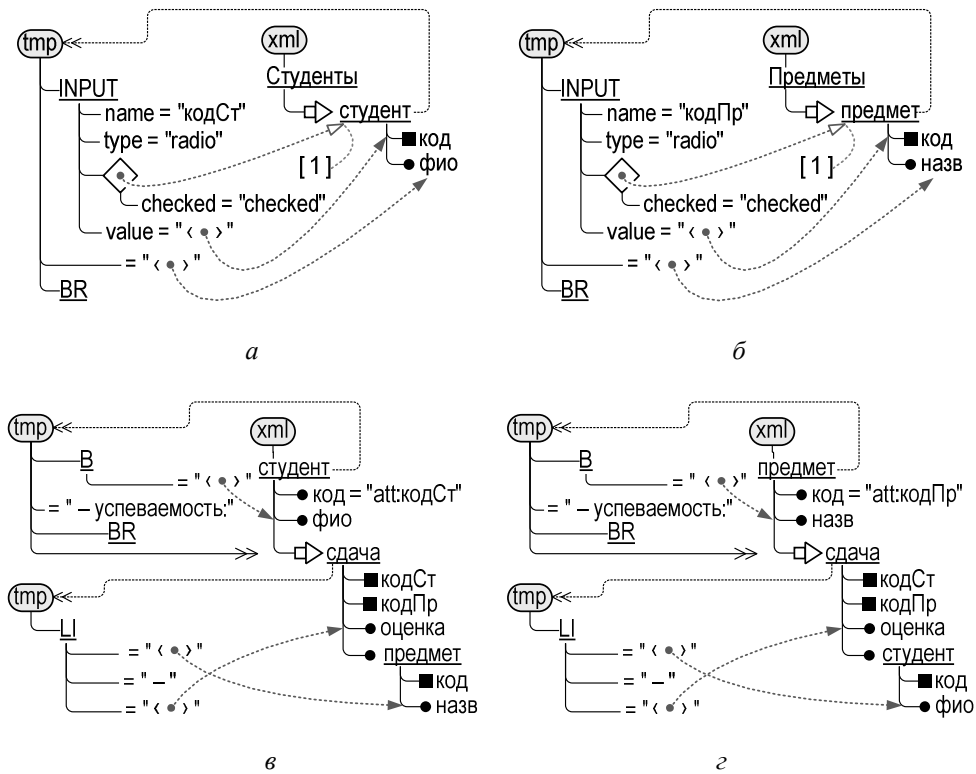 tmp
xml
Студенты
INPUT
студент
name = "кодСт"
код
type = "radio"
[1]
фио
checked = "checked"
value = "‹ • ›"
= "‹ • ›"
BR
а
tmp
xml
Предметы
INPUT
предмет
name = "кодПр"
код
type = "radio"
[1]
назв
checked = "checked"
value = "‹ • ›"
= "‹ • ›"
BR
б
tmp
xml
B
студент
= "‹ • ›"
код = "att:кодСт"
= "– успеваемость:"
фио
BR
сдача
кодСт
tmp
кодПр
LI
оценка
= "‹ • ›"
предмет
= "–"
код
= "‹ • ›"
назв
в
tmp
xml
B
предмет
= "‹ • ›"
код = "att:кодПр"
= "– успеваемость:"
назв
BR
сдача
кодСт
tmp
кодПр
LI
оценка
= "‹ • ›"
студент
= "–"
код
= "‹ • ›"
фио
г